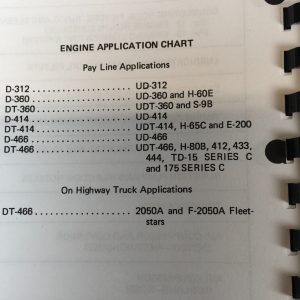 ENGINE APPLICATION CHART
Pay Line Applications
D-312 .................. UD-312
D-360 .................. UD-360 and H-60E
DT-360 .................. UDT-360 and S-9B
D-414 .................. UD-414
DT-414 .................. UDT-414, H-65C and E-200
D-466 .................. UD-466
DT-466 .................. UDT-466, H-80B, 412, 433,
444, TD-15 SERIES C
and 175 SERIES C
On Highway Truck Applications
DT-466 .................. 2050A and F-2050A Fleet-
stars